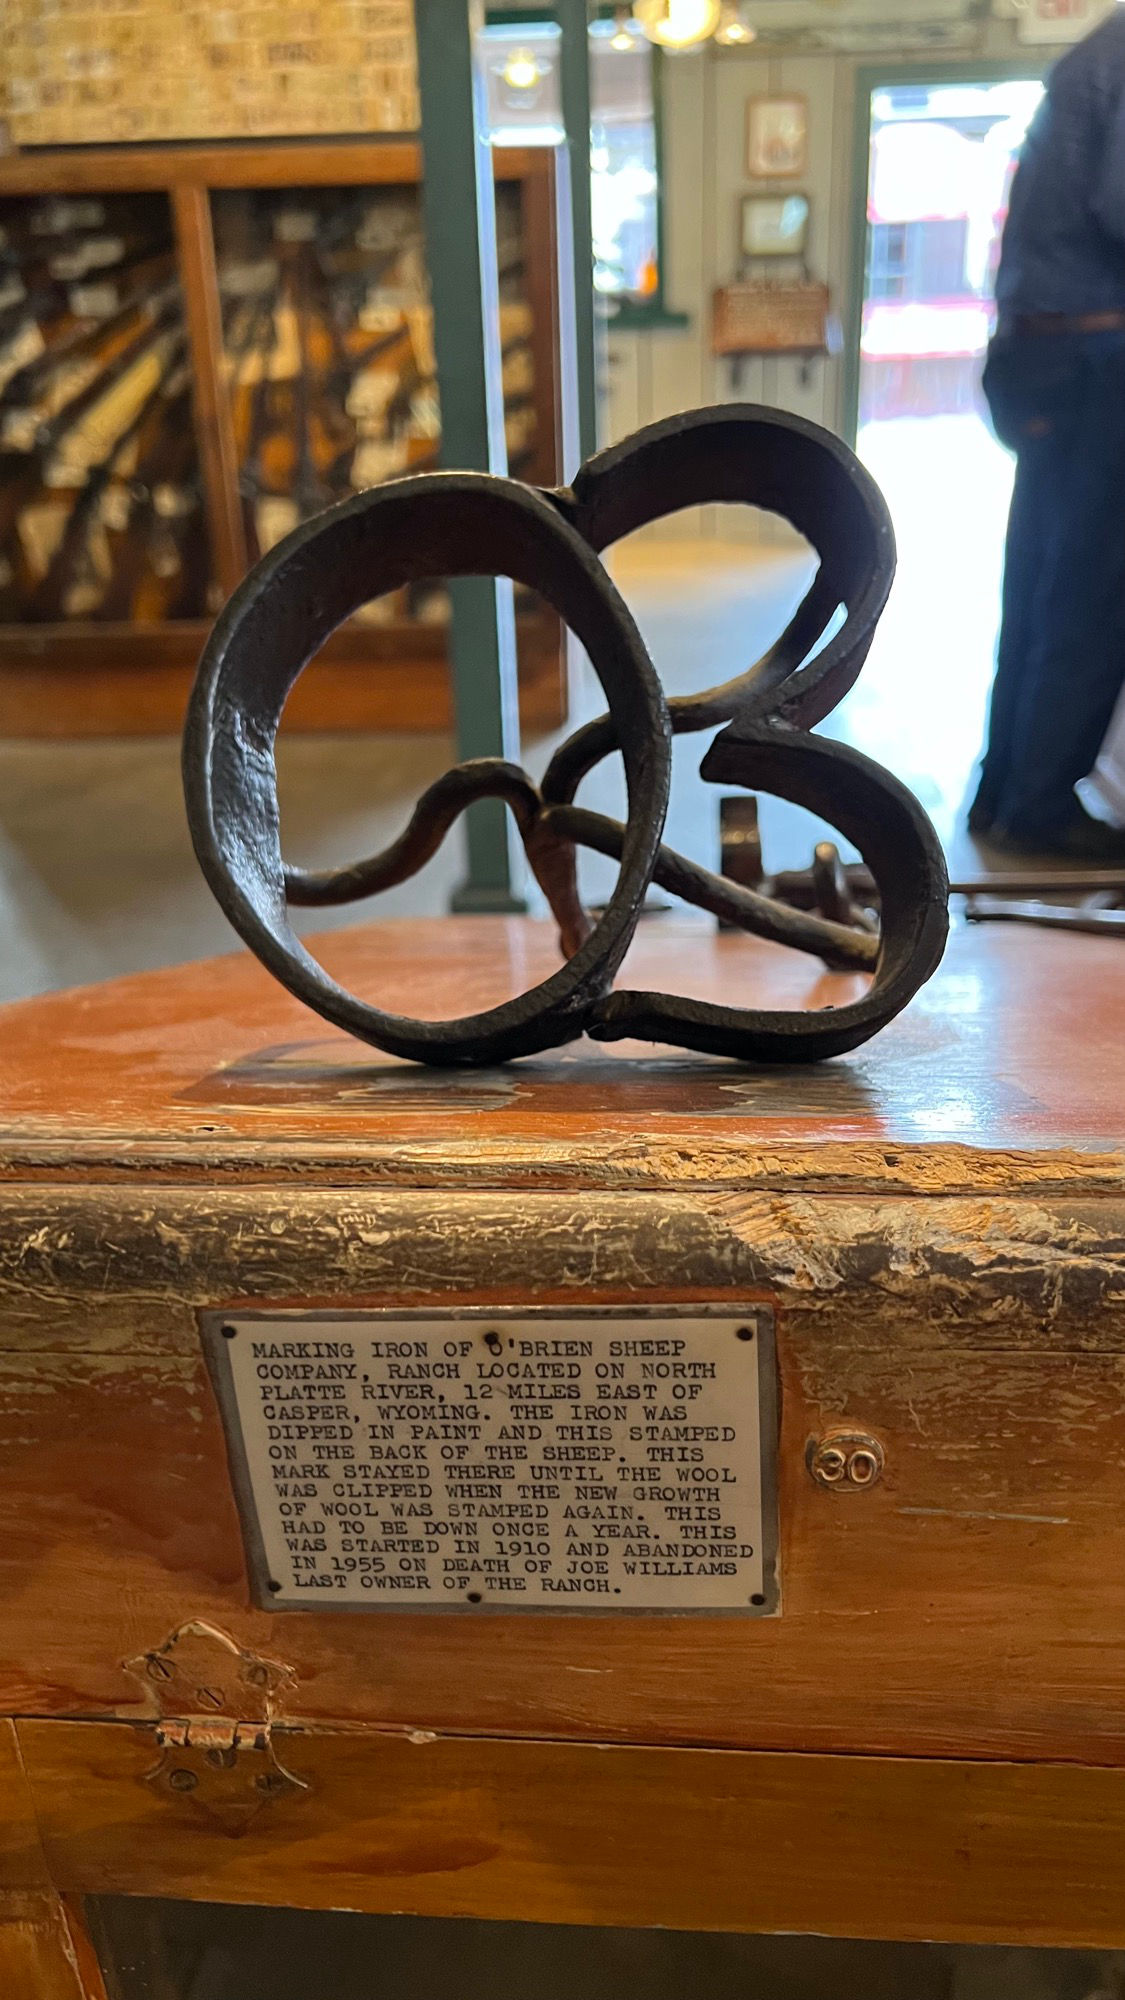 MARKING IRON OF O'BRIEN SHEEP
COMPANY, RANCH LOCATED ON NORTH
PLATTE RIVER, 12 MILES EAST OF
CASPER, WYOMING. THE IRON WAS
DIPPED IN PAINT AND THIS STAMPED
ON THE BACK OF THE SHEEP. THIS
MARK STAYED THERE UNTIL THE WOOL
WAS CLIPPED WHEN THE NEW GROWTH
OF WOOL WAS STAMPED AGAIN. THIS
HAD TO BE DOWN ONCE A YEAR. THIS
WAS STARTED IN 1910 AND ABANDONED
IN 1955 ON DEATH OF JOE WILLIAMS
LAST OWNER OF THE RANCH.
30